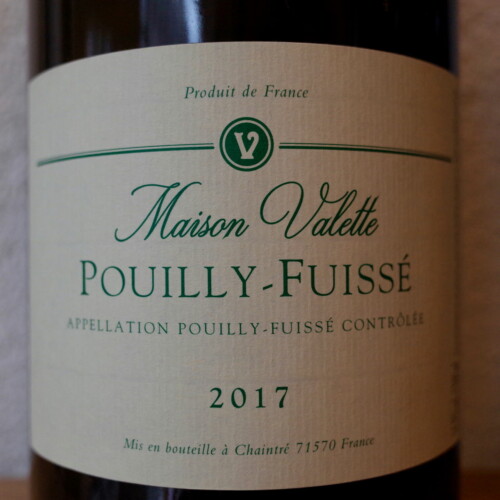 Produit de France
V
Maison Valette
POUILLY-FUISSÉ
APPELLATION POUILLY-FUISSÉ CONTRÔLÉE
2017
Mis en bouteille à Chaintré 71570 France